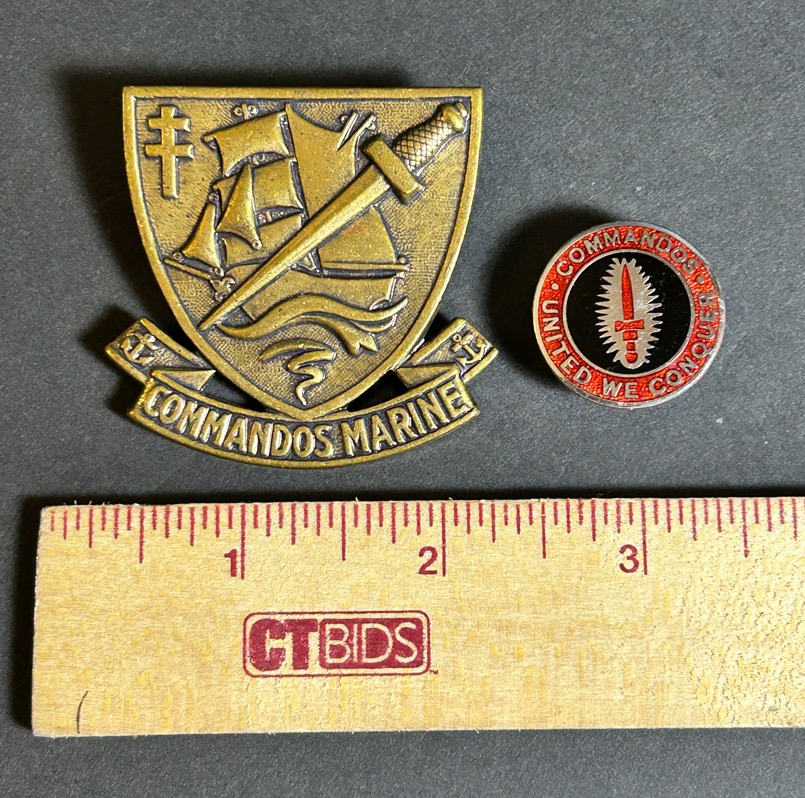 COMMANDOS MARINE
• COMMANDOS •
UNITED WE CONQUER
1 2 3
CTBIDS